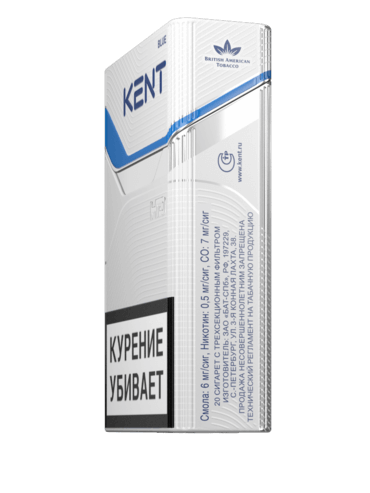 BLUE
KENT
BRITISH AMERICAN
TOBACCO
www.kent.ru
КУРЕНИЕ
УБИВАЕТ
Смола: 6 мг/сиг, Никотин: 0,5 мг/сиг, СО: 7 мг/сиг
20 СИГАРЕТ С ТРЕХСЕКЦИОННЫМ ФИЛЬТРОМ
ИЗГОТОВИТЕЛЬ: ЗАО «БАТ-СПб». РФ, 197229,
С.-ПЕТЕРБУРГ, УЛ. 3-Я КОННАЯ ЛАХТА, 38.
ПРОДАЖА НЕСОВЕРШЕННОЛЕТНИМ ЗАПРЕЩЕНА
ТЕХНИЧЕСКИЙ РЕГЛАМЕНТ НА ТАБАЧНУЮ ПРОДУКЦИЮ